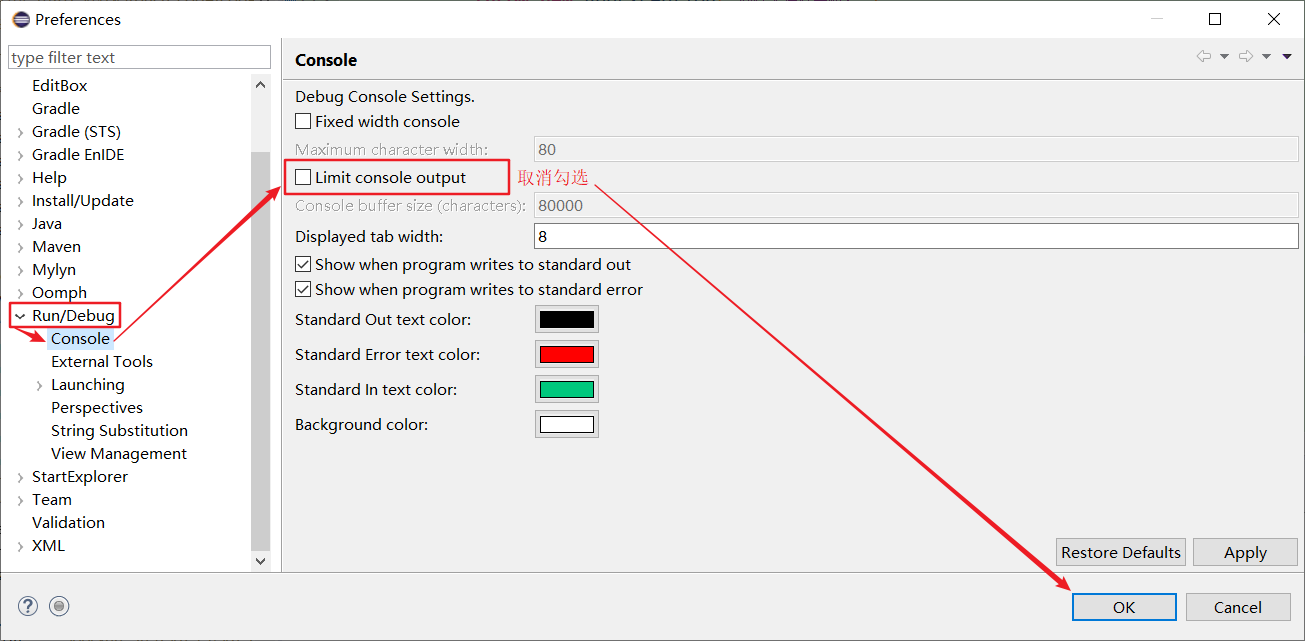 Preferences
type filter text
EditBox
Gradle
Gradle (STS)
Gradle EnIDE
Help
Install/Update
Java
Maven
Mylyn
Oomph
Run/Debug
Console
External Tools
Launching
Perspectives
String Substitution
View Management
StartExplorer
Team
Validation
XML
Console
Debug Console Settings.
Fixed width console
Maximum character width: 80
Limit console output 取消勾选
Console buffer size (characters): 80000
Displayed tab width: 8
Show when program writes to standard out
Show when program writes to standard error
Standard Out text color:
Standard Error text color:
Standard In text color:
Background color:
Restore Defaults Apply
OK Cancel